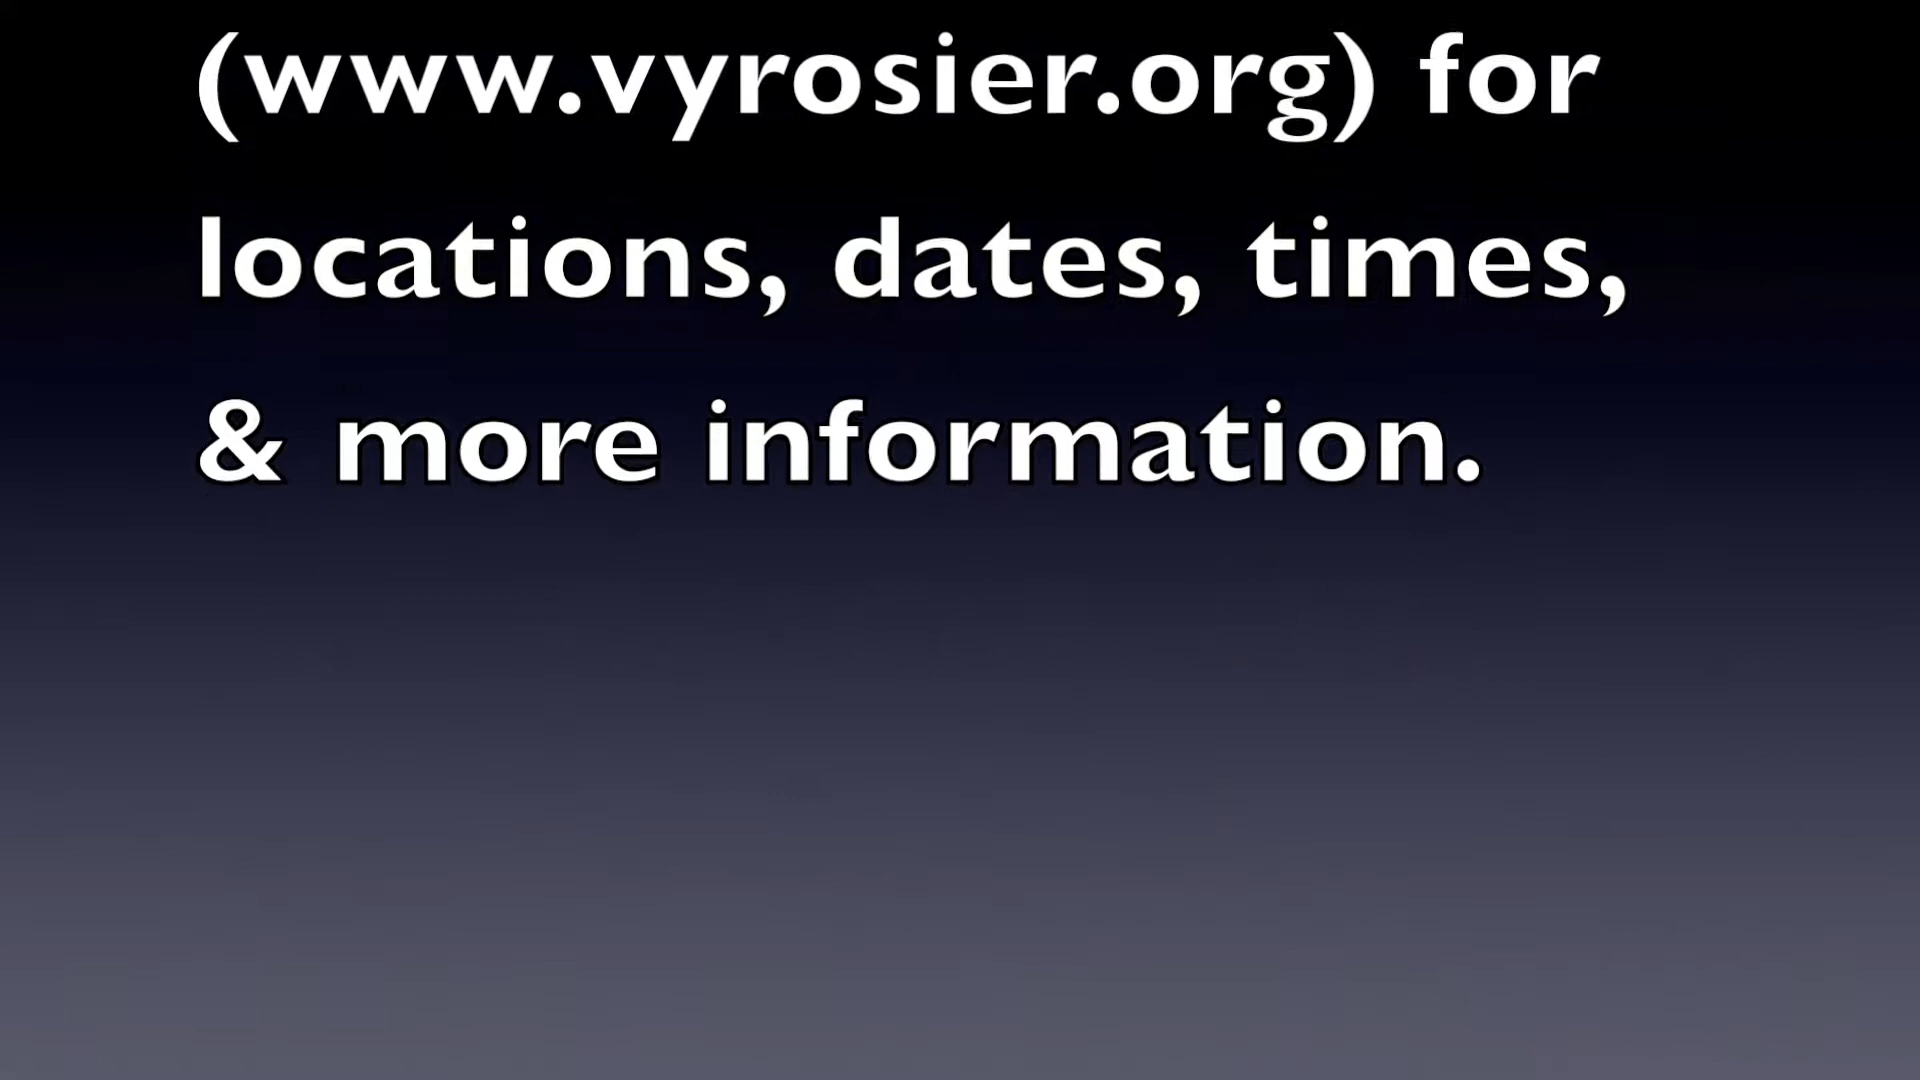 (www.vyrosier.org) for
locations, dates, times,
& more information.